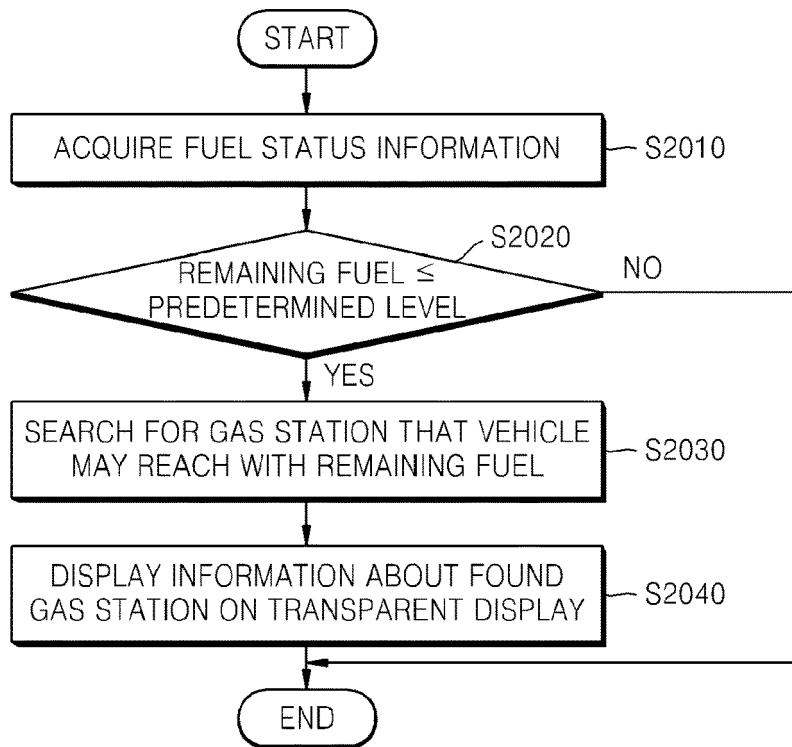 START
ACQUIRE FUEL STATUS INFORMATION
S2010
S2020
REMAINING FUEL ≤
PREDETERMINED LEVEL
NO
YES
SEARCH FOR GAS STATION THAT VEHICLE
MAY REACH WITH REMAINING FUEL
S2030
DISPLAY INFORMATION ABOUT FOUND
GAS STATION ON TRANSPARENT DISPLAY
S2040
END